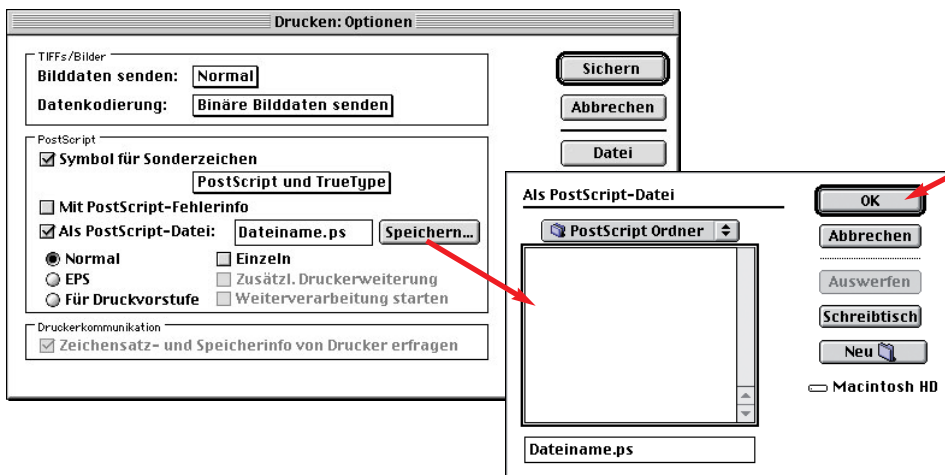 Drucken: Optionen
TIFFs/Bilder
Bilddaten senden: Normal
Datenkodierung: Binäre Bilddaten senden
PostScript
Symbol für Sonderzeichen
PostScript und TrueType
Mit PostScript-Fehlerinfo
Als PostScript-Datei: Dateiname.ps Speichern...
Normal Einzeln
EPS Zusätzl. Druckerweiterung
Für Druckvorstufe Weiterverarbeitung starten
Druckerkommunikation
Zeichensatz- und Speicherinfo von Drucker erfragen
Sichern
Abbrechen
Datei
Als PostScript-Datei
PostScript Ordner
Dateiname.ps
OK
Abbrechen
Auswerfen
Schreibtisch
Neu
Macintosh HD